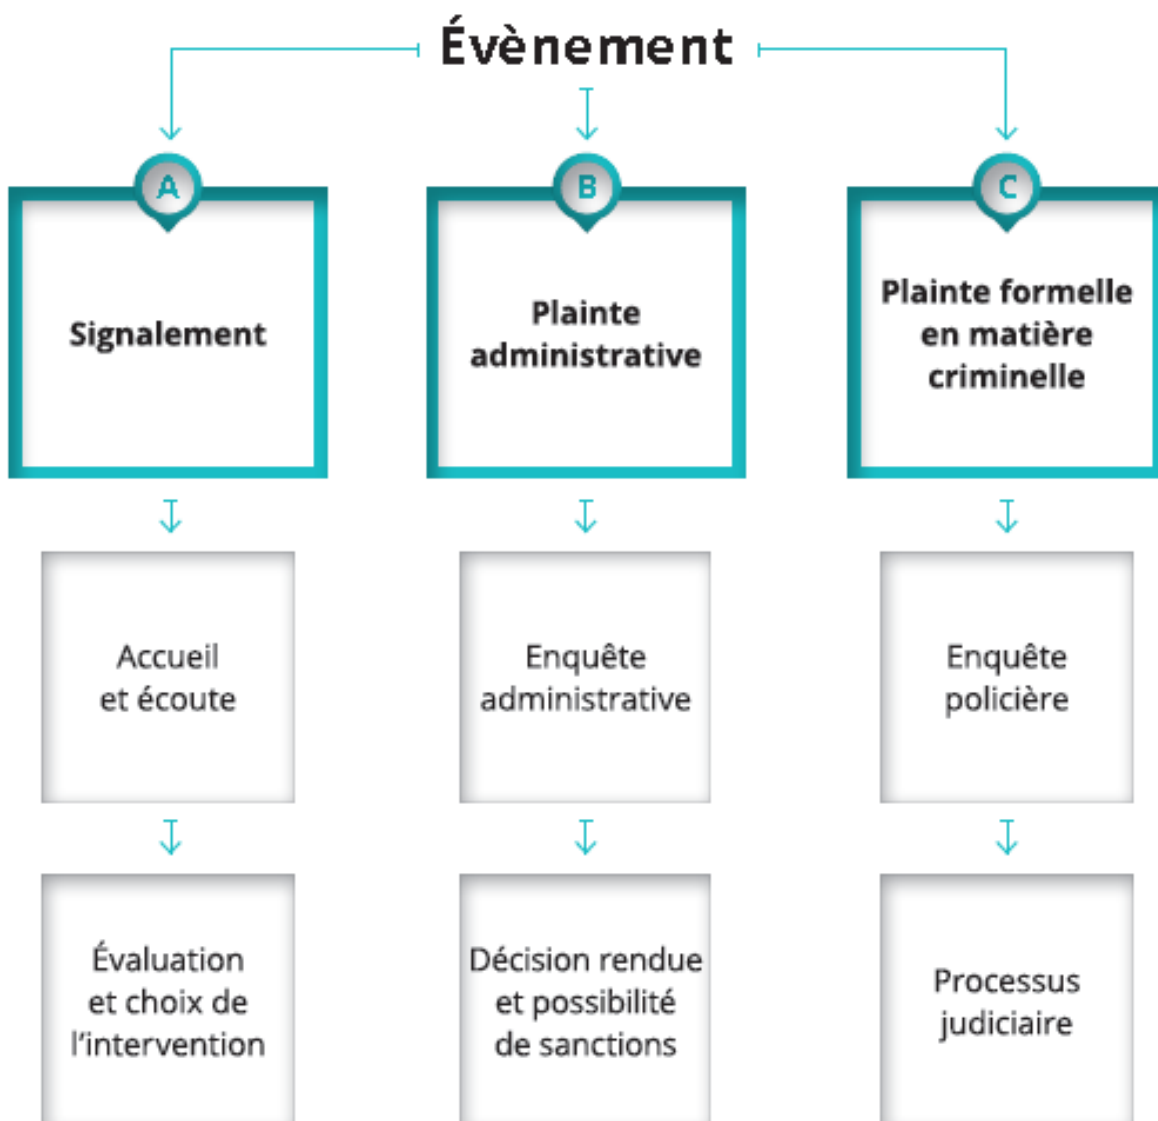 Évènement
A
Signalement
Accueil
et écoute
Évaluation
et choix de
l'intervention
B
Plainte
administrative
Enquête
administrative
Décision rendue
et possibilité
de sanctions
C
Plainte formelle
en matière
criminelle
Enquête
policière
Processus
judiciaire